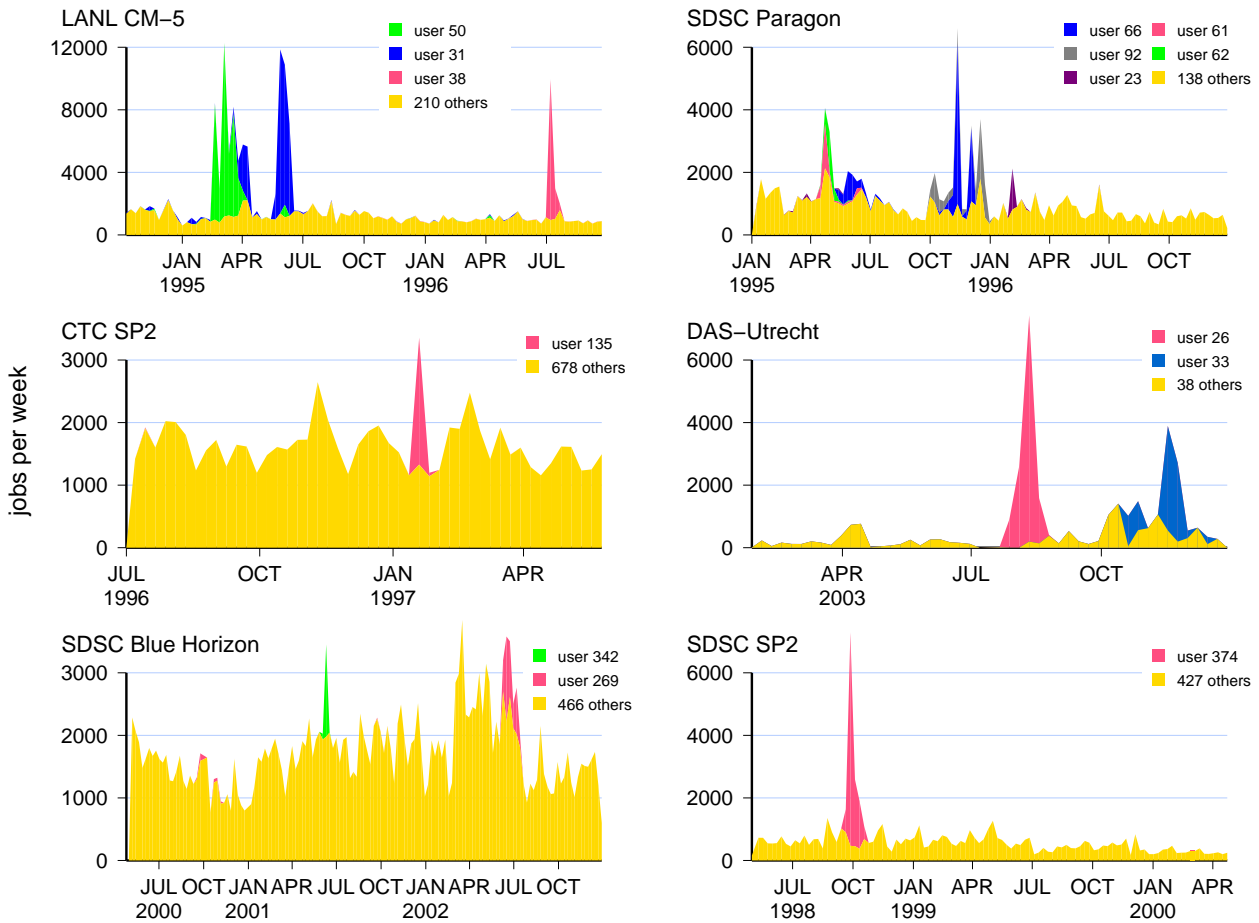 jobs per week
LANL CM−5
user 50
user 31
user 38
210 others
12000
8000
4000
0
JAN APR JUL OCT JAN APR JUL
1995 1996
SDSC Paragon
user 66 user 61
user 92 user 62
user 23 138 others
6000
4000
2000
0
JAN APR JUL OCT JAN APR JUL OCT
1995 1996
CTC SP2
user 135
678 others
3000
2000
1000
0
JUL OCT JAN APR
1996 1997
DAS−Utrecht
user 26
user 33
38 others
6000
4000
2000
0
APR JUL OCT
2003
SDSC Blue Horizon
user 342
user 269
466 others
3000
2000
1000
0
JUL OCT JAN APR JUL OCT JAN APR JUL OCT
2000 2001 2002
SDSC SP2
user 374
427 others
6000
4000
2000
0
JUL OCT JAN APR JUL OCT JAN APR
1998 1999 2000